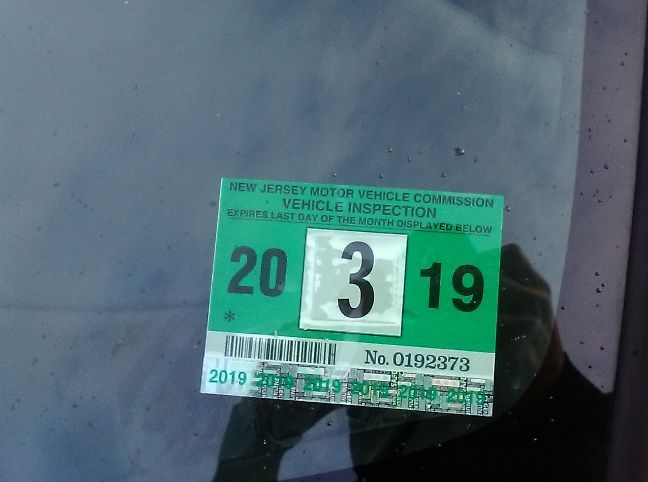 NEW JERSEY MOTOR VEHICLE COMMISSION
VEHICLE INSPECTION
EXPIRES LAST DAY OF THE MONTH DISPLAYED BELOW
20 3 19
*
No. 0192373
2019 2019 2019 2019 2019 2019